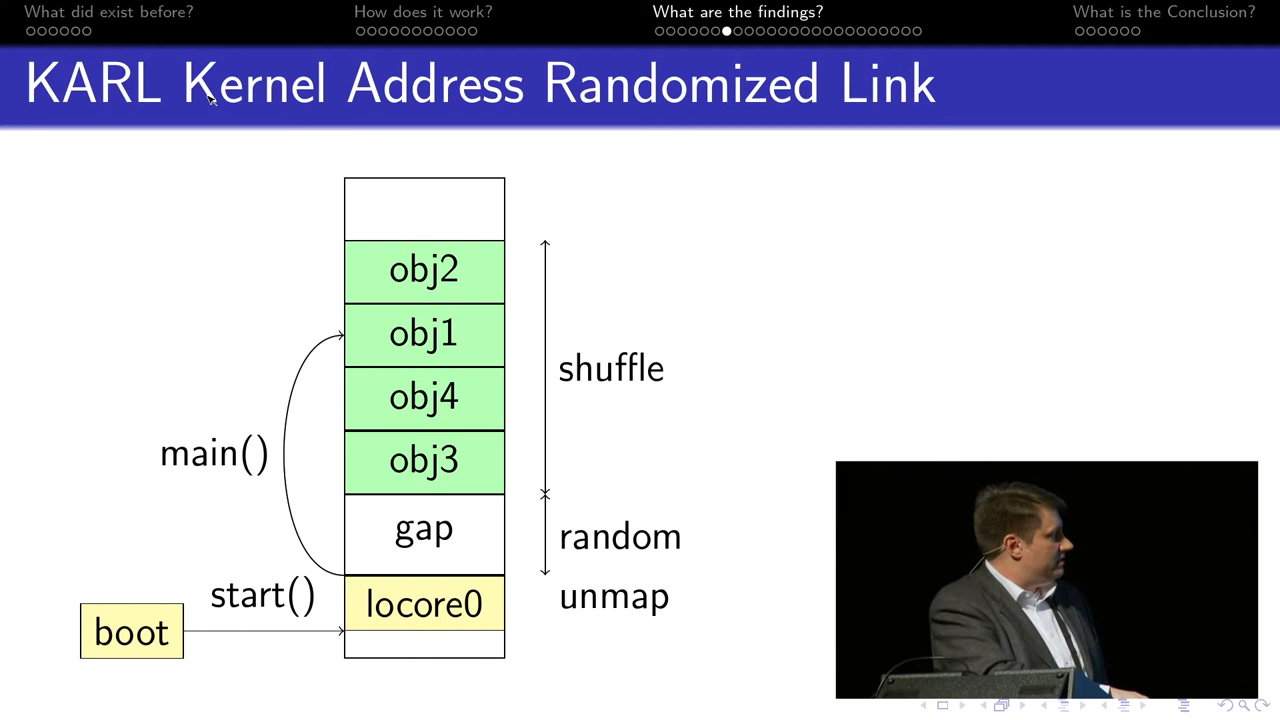 What did exist before?
How does it work?
What are the findings?
What is the Conclusion?
KARL Kernel Address Randomized Link
obj2
obj1
obj4
obj3
gap
locore0
shuffle
random
unmap
main()
start()
boot